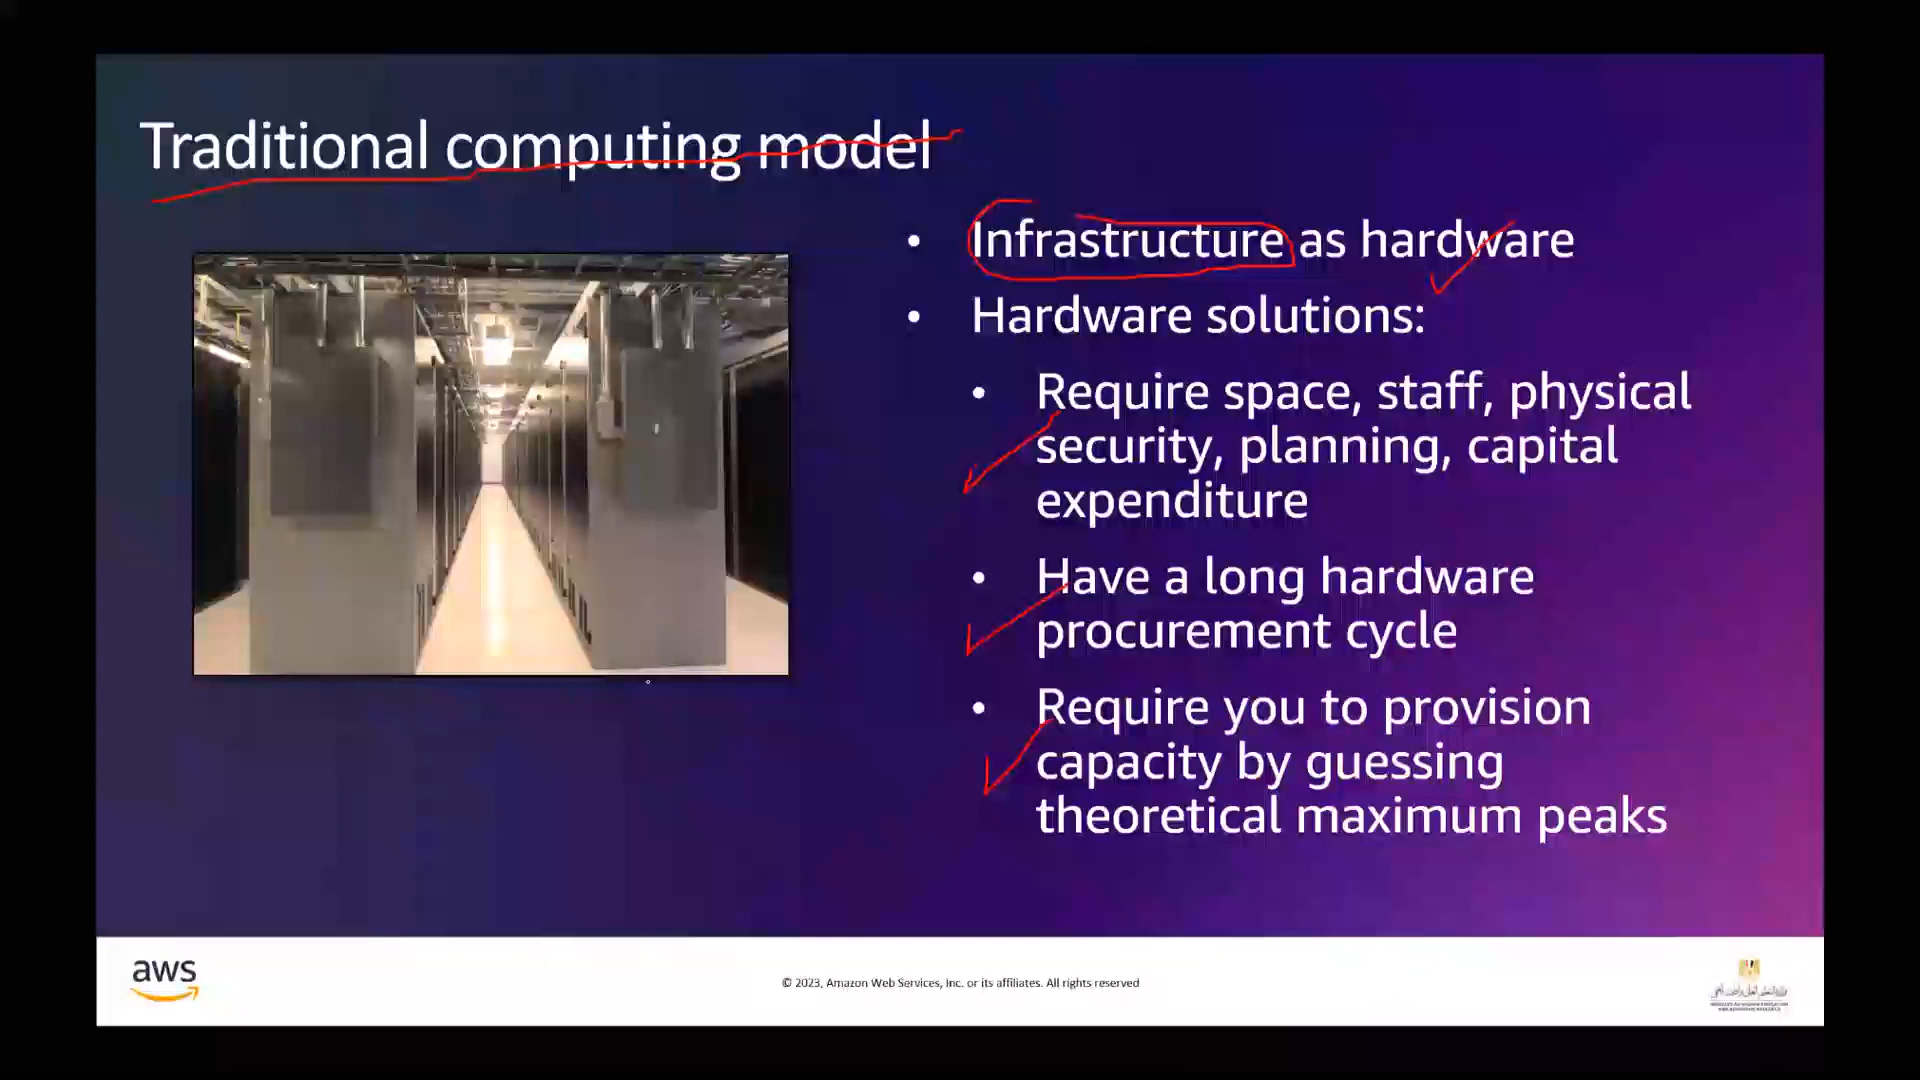 Traditional computing model
• Infrastructure as hardware
• Hardware solutions:
• Require space, staff, physical
security, planning, capital
expenditure
• Have a long hardware
procurement cycle
• Require you to provision
capacity by guessing
theoretical maximum peaks
aws
© 2023, Amazon Web Services, Inc. or its affiliates. All rights reserved